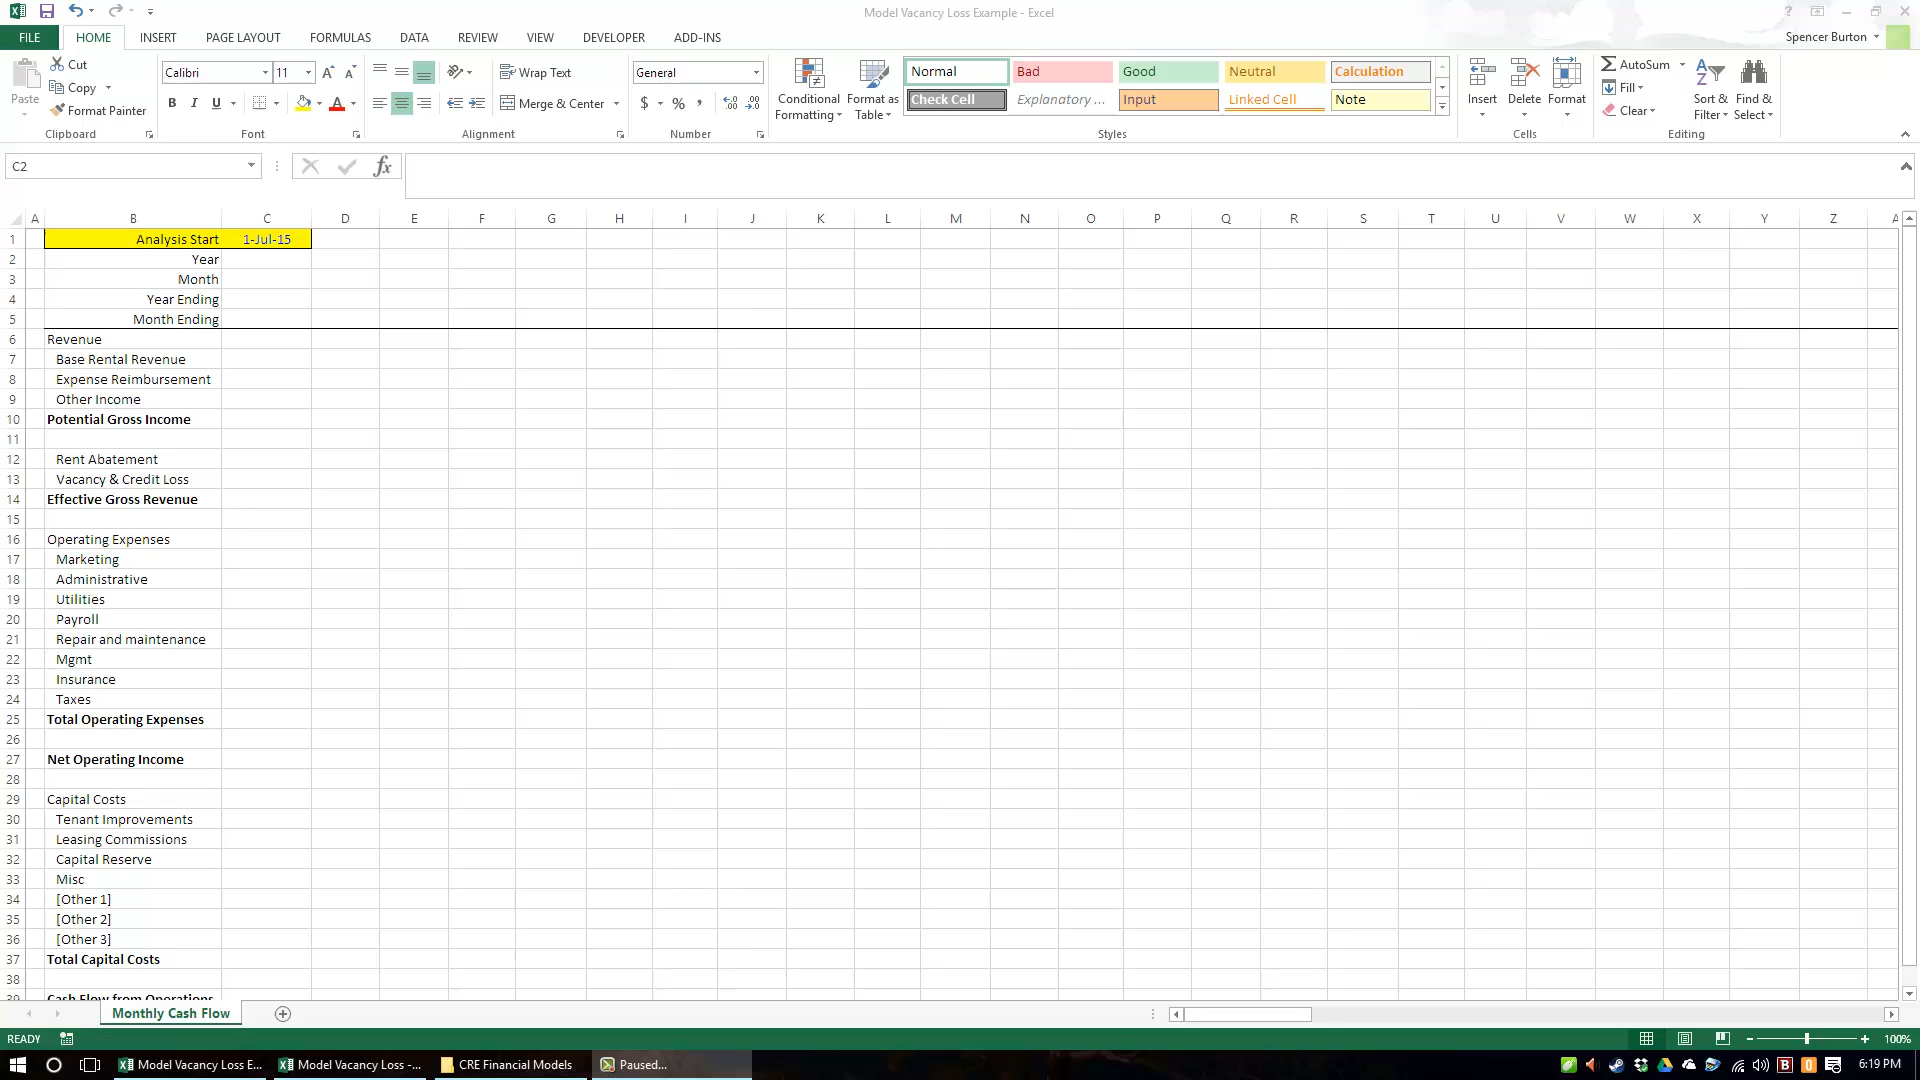 Model Vacancy Loss Example - Excel
FILE HOME INSERT PAGE LAYOUT FORMULAS DATA REVIEW VIEW DEVELOPER ADD-INS Spencer Burton
Paste
Cut
Copy
Format Painter
Clipboard
Calibri 11
B I U A
Font
Wrap Text
Merge & Center
Alignment
General
$ % ,
Number
Conditional Formatting
Format as Table
Normal Bad Good Neutral Calculation
Check Cell Explanatory ... Input Linked Cell Note
Styles
Insert Delete Format
Cells
AutoSum
Fill
Clear
Sort & Filter
Find & Select
Editing
C2 fx
A B C D E F G H I J K L M N O P Q R S T U V W X Y Z
1 Analysis Start 1-Jul-15
2 Year
3 Month
4 Year Ending
5 Month Ending
6 Revenue
7 Base Rental Revenue
8 Expense Reimbursement
9 Other Income
10 Potential Gross Income
11
12 Rent Abatement
13 Vacancy & Credit Loss
14 Effective Gross Revenue
15
16 Operating Expenses
17 Marketing
18 Administrative
19 Utilities
20 Payroll
21 Repair and maintenance
22 Mgmt
23 Insurance
24 Taxes
25 Total Operating Expenses
26
27 Net Operating Income
28
29 Capital Costs
30 Tenant Improvements
31 Leasing Commissions
32 Capital Reserve
33 Misc
34 [Other 1]
35 [Other 2]
36 [Other 3]
37 Total Capital Costs
38
39 Cash Flow from Operations
Monthly Cash Flow
READY 100%
Model Vacancy Loss E... Model Vacancy Loss -... CRE Financial Models Paused... 6:19 PM